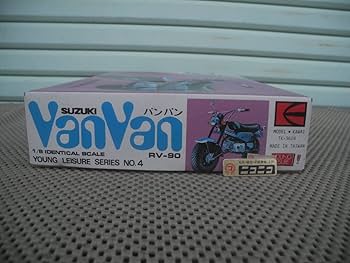 SUZUKI
VanVan
バンバン
RV-90
1/8 IDENTICAL SCALE
YOUNG LEISURE SERIES NO.4
MODEL • KAWAI
MADE IN TAIWAN